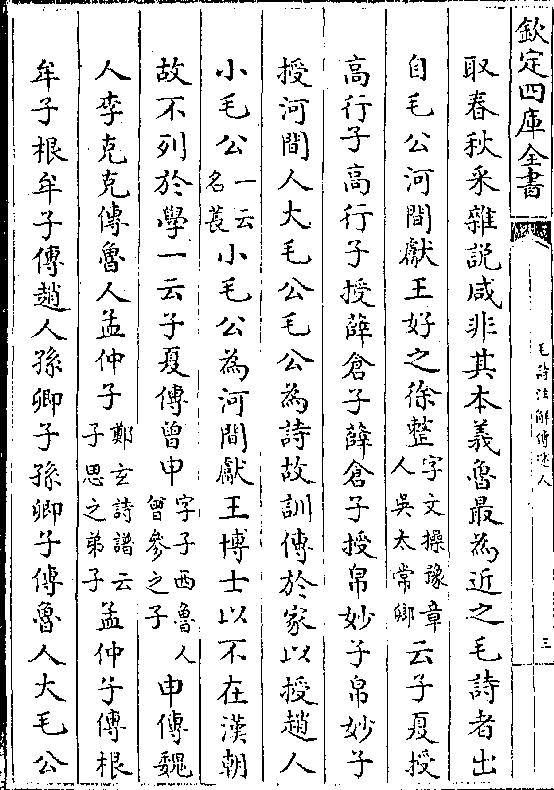 欽定四庫全書
毛詩注解傳述人
三
取春秋采雜説咸非其本義魯最為近之毛詩者出
自毛公河間獻王好之徐整字文操豫章人吳太常卿云子夏授
高行子高行子授薛倉子薛倉子授帛妙子帛妙子
授河間人大毛公毛公為詩故訓傳於家以授趙人
小毛公一云名萇小毛公為河間獻王博士以不在漢朝
故不列於學一云子夏傳曾申字子西魯人曾參之子申傳魏
人李克克傳魯人孟仲子鄭玄詩譜云子思之弟子孟仲子傳根
牟子根牟子傳趙人孫卿子孫卿子傳魯人大毛公